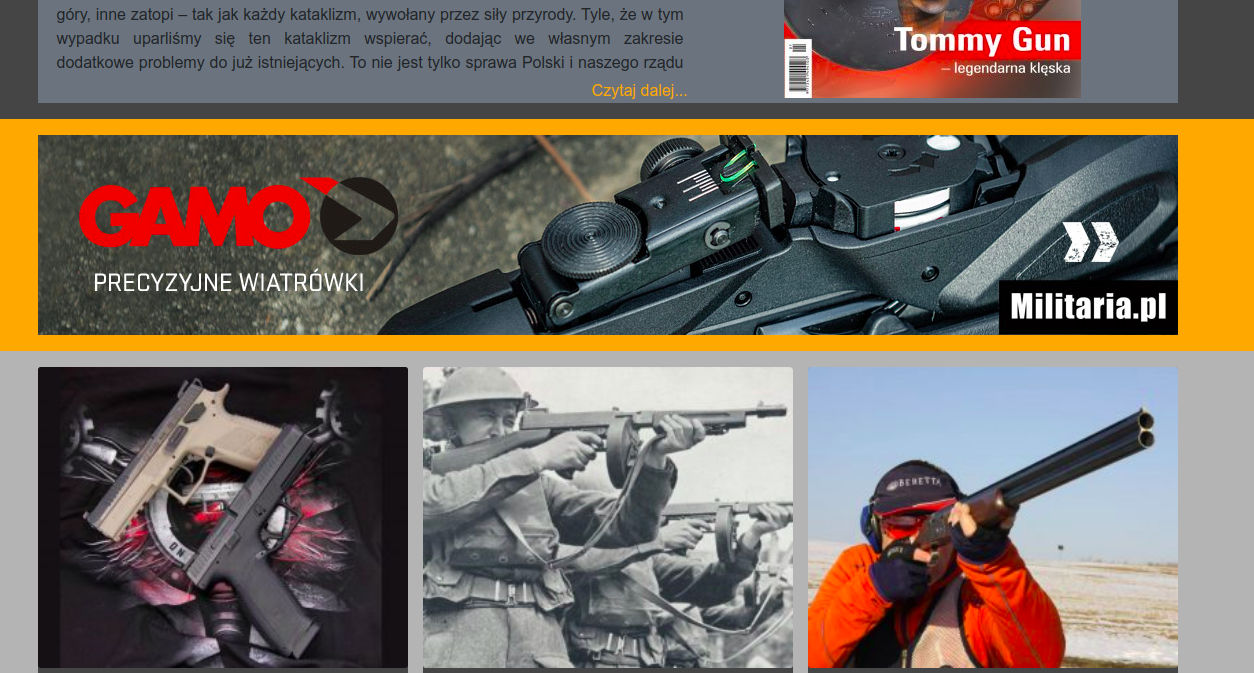 góry, inne zatopi – tak jak każdy kataklizm, wywołany przez siły przyrody. Tyle, że w tym
wypadku uparliśmy się ten kataklizm wspierać, dodając we własnym zakresie
dodatkowe problemy do już istniejących. To nie jest tylko sprawa Polski i naszego rządu
Czytaj dalej...
Tommy Gun
– legendarna klęska
GAMO
PRECYZYJNE WIATRÓWKI
Militaria.pl
ON
BERETTA